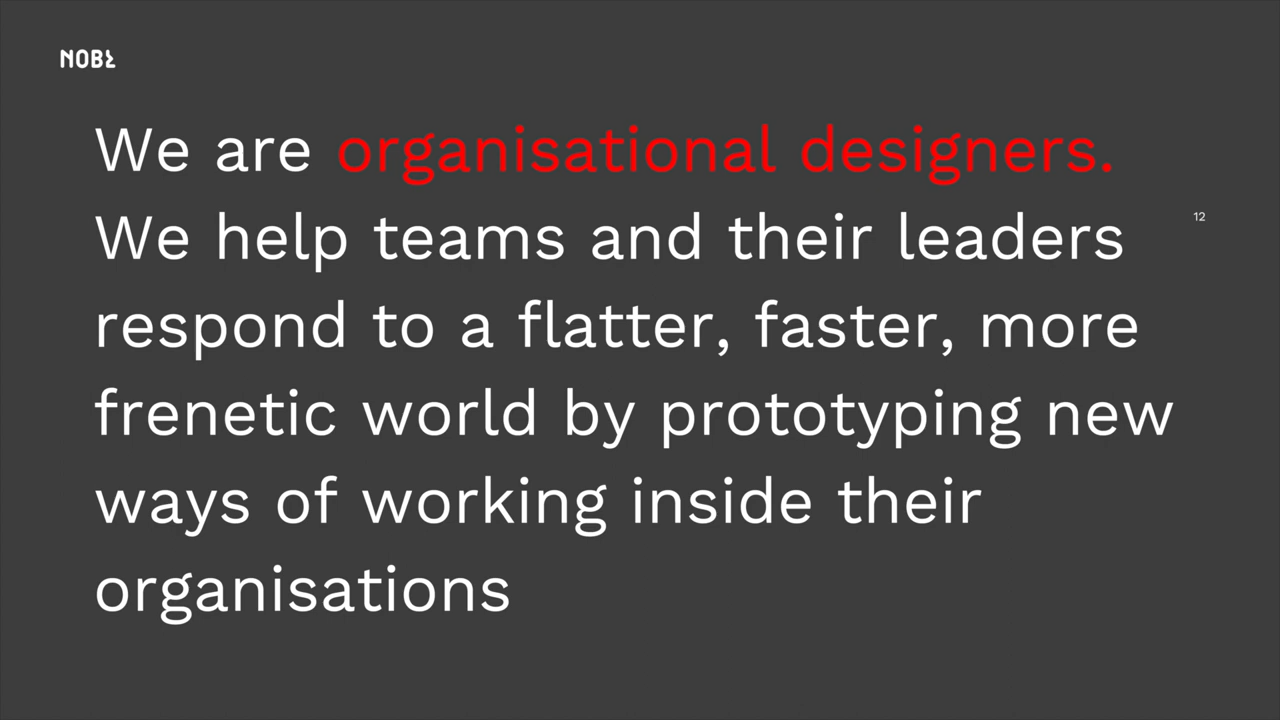 NOBL
We are organisational designers.
We help teams and their leaders
12
respond to a flatter, faster, more
frenetic world by prototyping new
ways of working inside their
organisations